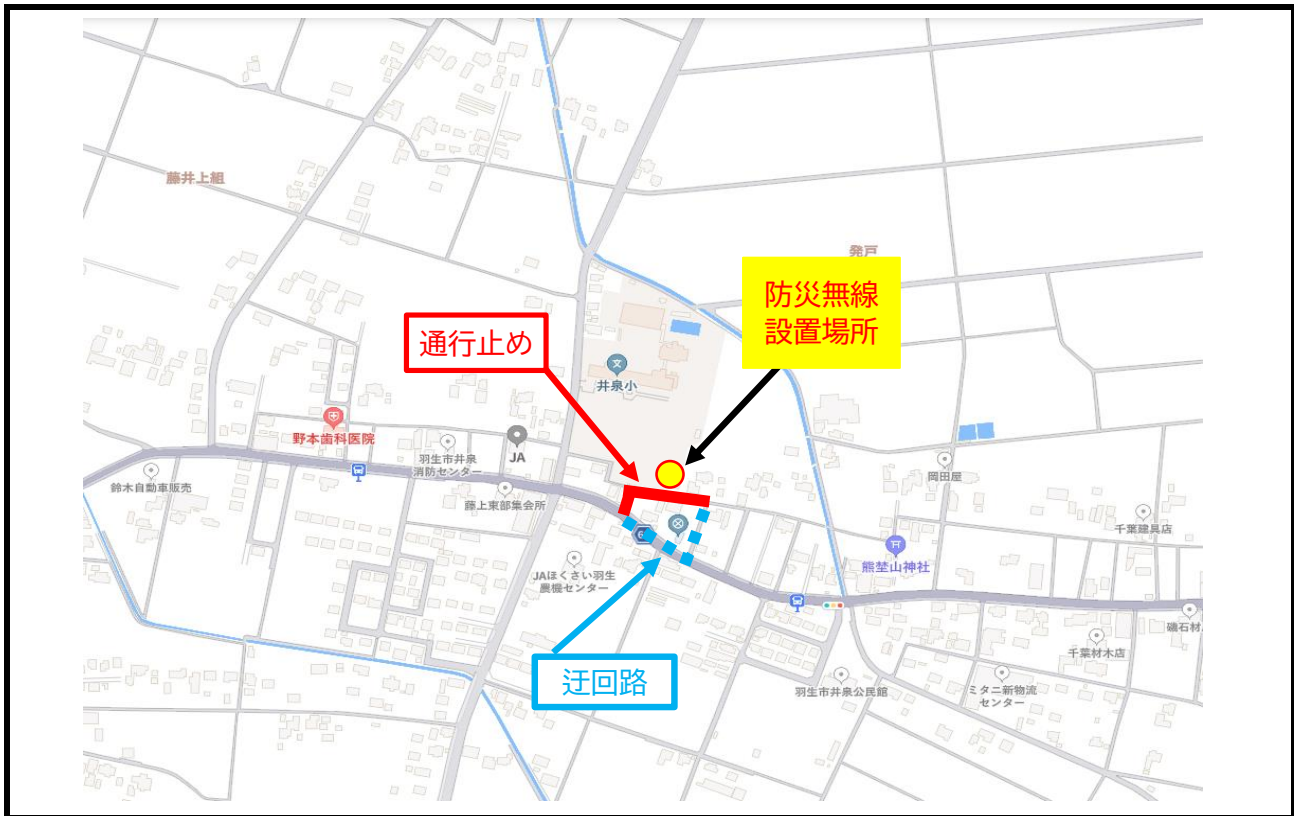 藤井上組
発戸
防災無線
設置場所
通行止め
文
井泉小
野本歯科医院
羽生市井泉
消防センター
JA
鈴木自動車販売
藤上東部集会所
岡田屋
千葉建具店
熊埜山神社
JAほくさい羽生
農機センター
磯石材
千葉材木店
迂回路
羽生市井泉公民館
ミタニ新物流
センター